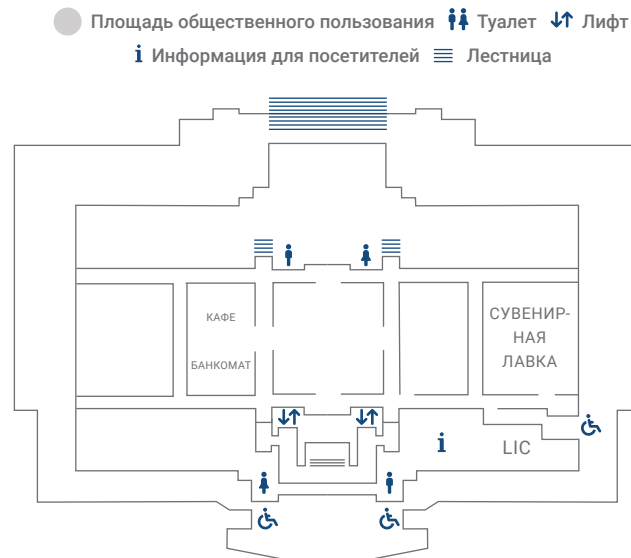 Площадь общественного пользования Туалет Лифт
i Информация для посетителей Лестница
КАФЕ
БАНКОМАТ
СУВЕНИР-
НАЯ
ЛАВКА
i
LIC